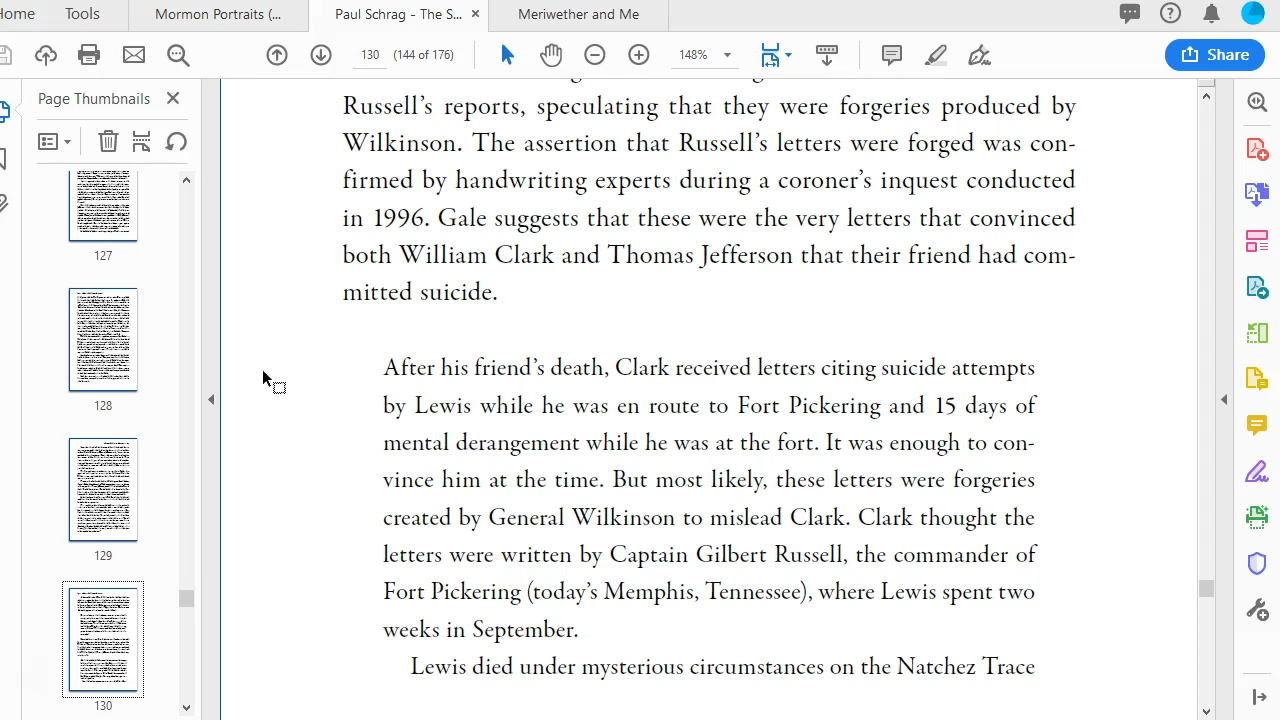 Home Tools Mormon Portraits (... Paul Schrag - The S... × Meriwether and Me
130 (144 of 176) 148% Share
Page Thumbnails
127
128
129
130
Russell’s reports, speculating that they were forgeries produced by
Wilkinson. The assertion that Russell’s letters were forged was con-
firmed by handwriting experts during a coroner’s inquest conducted
in 1996. Gale suggests that these were the very letters that convinced
both William Clark and Thomas Jefferson that their friend had com-
mitted suicide.
After his friend’s death, Clark received letters citing suicide attempts
by Lewis while he was en route to Fort Pickering and 15 days of
mental derangement while he was at the fort. It was enough to con-
vince him at the time. But most likely, these letters were forgeries
created by General Wilkinson to mislead Clark. Clark thought the
letters were written by Captain Gilbert Russell, the commander of
Fort Pickering (today’s Memphis, Tennessee), where Lewis spent two
weeks in September.
Lewis died under mysterious circumstances on the Natchez Trace